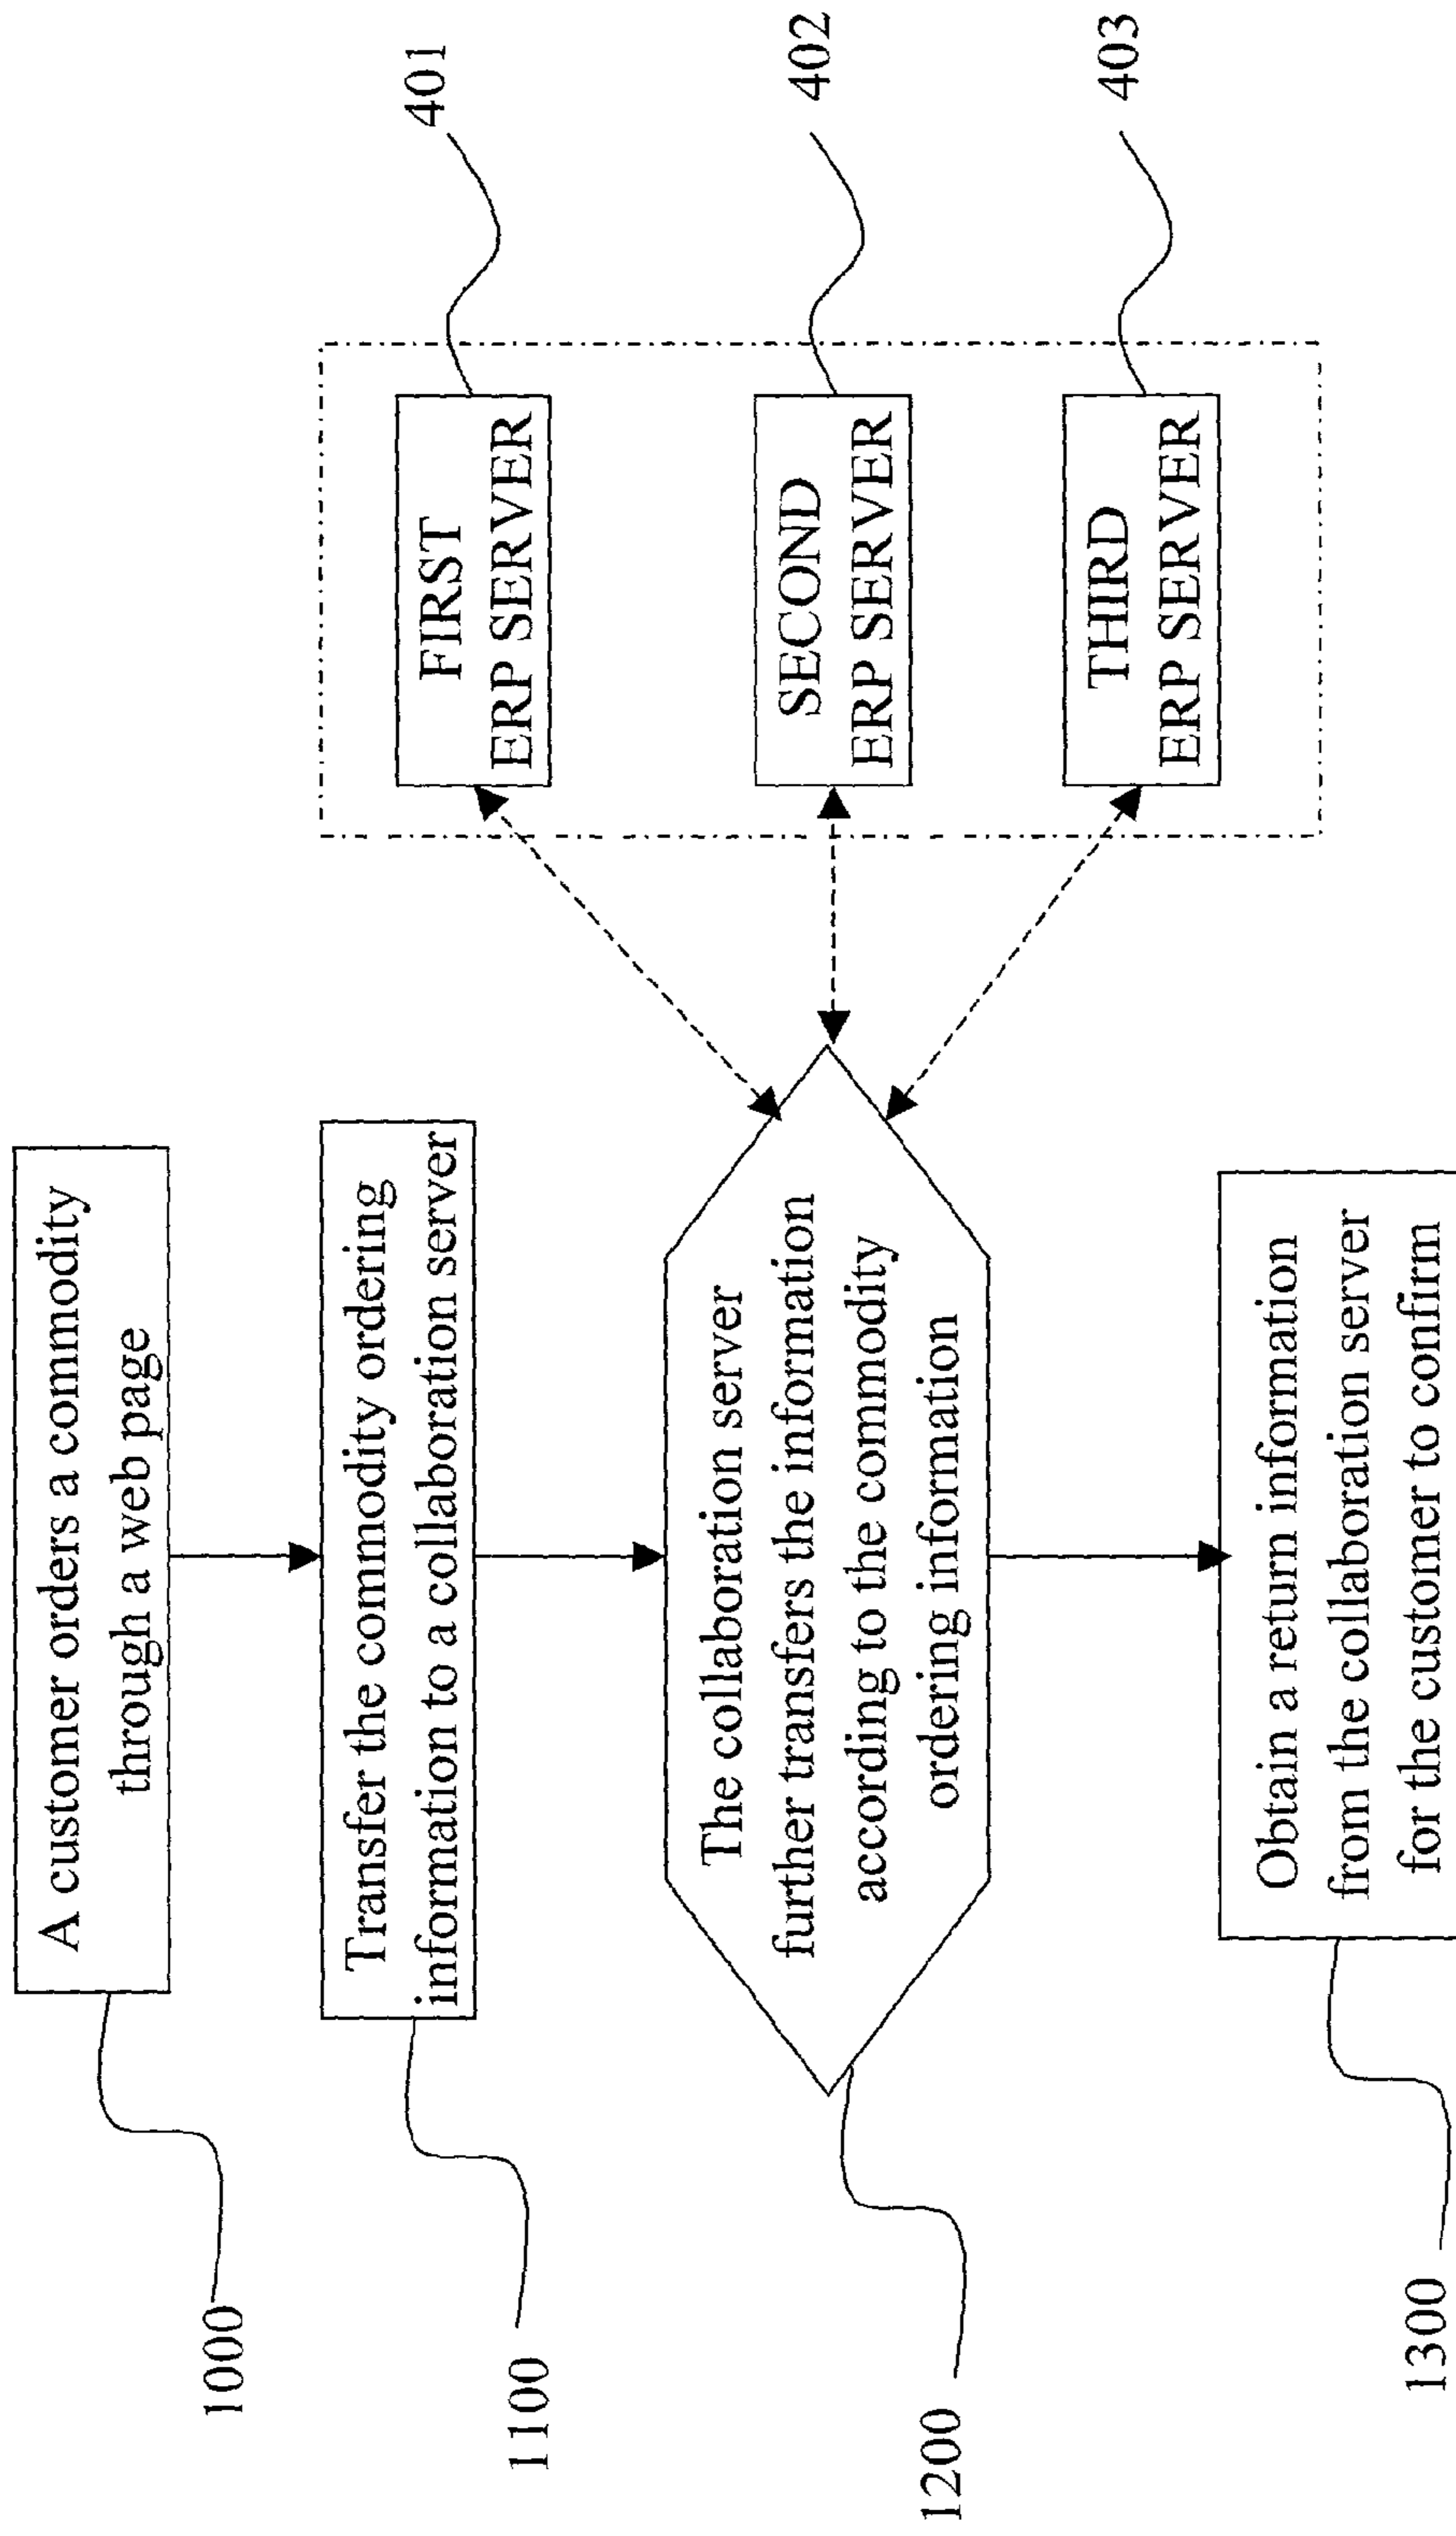 1000
A customer orders a commodity
through a web page
1100
Transfer the commodity ordering
information to a collaboration server
1200
The collaboration server
further transfers the information
according to the commodity
ordering information
FIRST
ERP SERVER
401
SECOND
ERP SERVER
402
THIRD
ERP SERVER
403
1300
Obtain a return information
from the collaboration server
for the customer to confirm